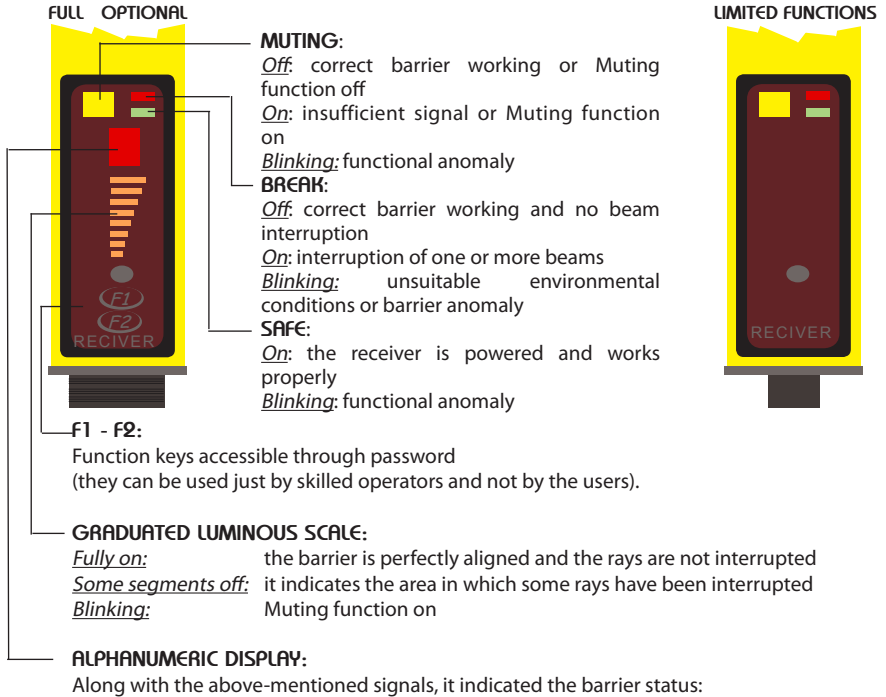 FULL OPTIONAL
LIMITED FUNCTIONS
MUTING:
Off: correct barrier working or Muting
function off
On: insufficient signal or Muting function
on
Blinking: functional anomaly
BREAK:
Off: correct barrier working and no beam
interruption
On: interruption of one or more beams
Blinking: unsuitable environmental
conditions or barrier anomaly
SAFE:
On: the receiver is powered and works
properly
Blinking: functional anomaly
F1
F2
RECIVER
RECIVER
F1 - F2:
Function keys accessible through password
(they can be used just by skilled operators and not by the users).
GRADUATED LUMINOUS SCALE:
Fully on: the barrier is perfectly aligned and the rays are not interrupted
Some segments off: it indicates the area in which some rays have been interrupted
Blinking: Muting function on
ALPHANUMERIC DISPLAY:
Along with the above-mentioned signals, it indicated the barrier status: